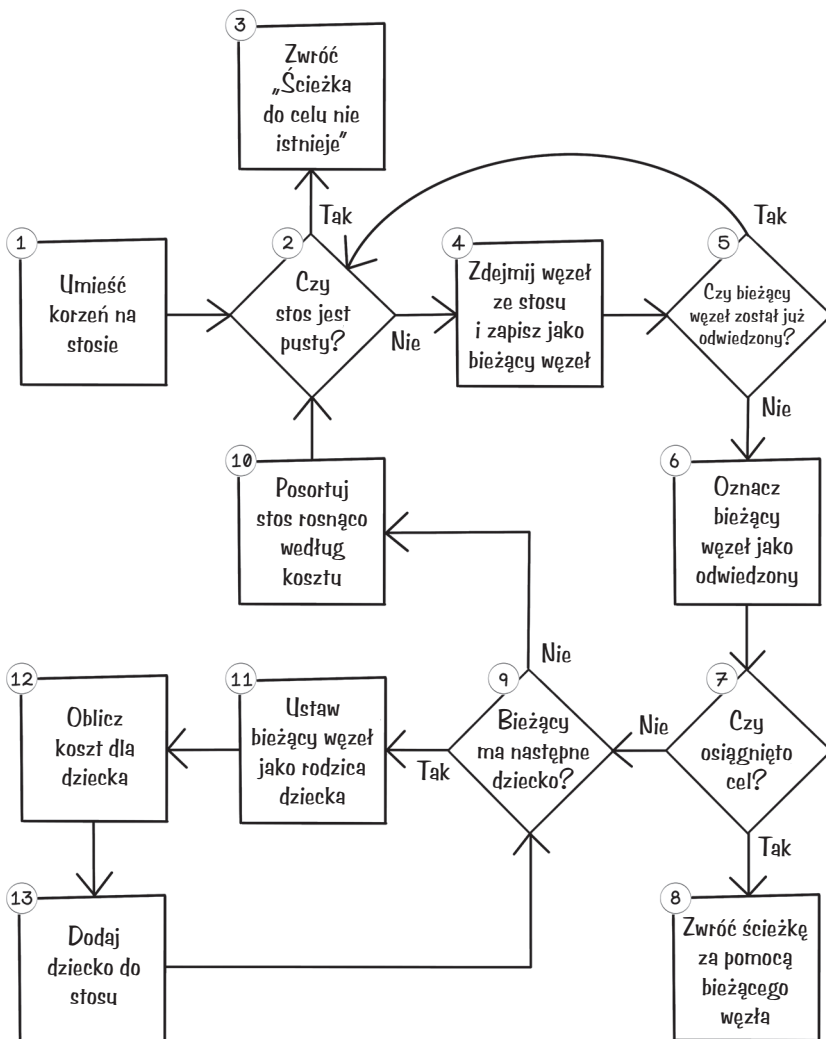 3
Zwróć
„Ścieżka
do celu nie
istnieje”
Tak
1
Umieść
korzeń na
stosie
2
Czy
stos jest
pusty?
Nie
4
Zdejmij węzeł
ze stosu
i zapisz jako
bieżący węzeł
5
Tak
Czy bieżący
węzeł został już
odwiedzony?
Nie
10
Posortuj
stos rosnąco
według
kosztu
6
Oznacz
bieżący
węzeł jako
odwiedzony
12
Oblicz
koszt dla
dziecka
11
Ustaw
bieżący węzeł
jako rodzica
dziecka
9
Nie
Bieżący
ma następne
dziecko?
Tak
7
Nie
Czy
osiągnięto
cel?
Tak
13
Dodaj
dziecko do
stosu
8
Zwróć ścieżkę
za pomocą
bieżącego
węzła